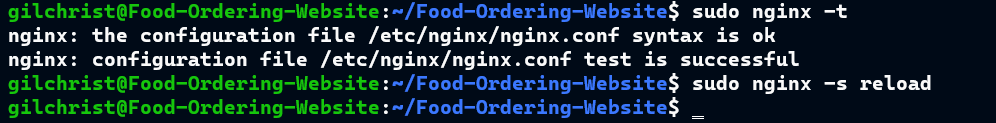 gilchrist@Food-Ordering-Website:~/Food-Ordering-Website$ sudo nginx -t
nginx: the configuration file /etc/nginx/nginx.conf syntax is ok
nginx: configuration file /etc/nginx/nginx.conf test is successful
gilchrist@Food-Ordering-Website:~/Food-Ordering-Website$ sudo nginx -s reload
gilchrist@Food-Ordering-Website:~/Food-Ordering-Website$ _